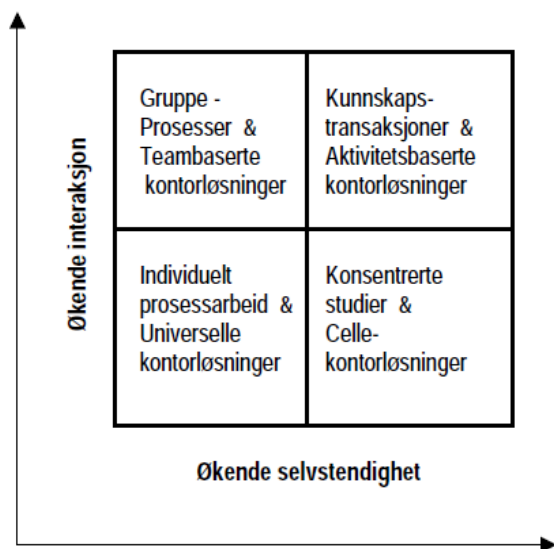 Gruppe -
Prosesser &
Teambaserte
kontorløsninger
Kunnskaps-
transaksjoner &
Aktivitetsbaserte
kontorløsninger
Økende interaksjon
Individuelt
prosessarbeid &
Universelle
kontorløsninger
Konsentrerte
studier &
Celle-
kontorløsninger
Økende selvstendighet